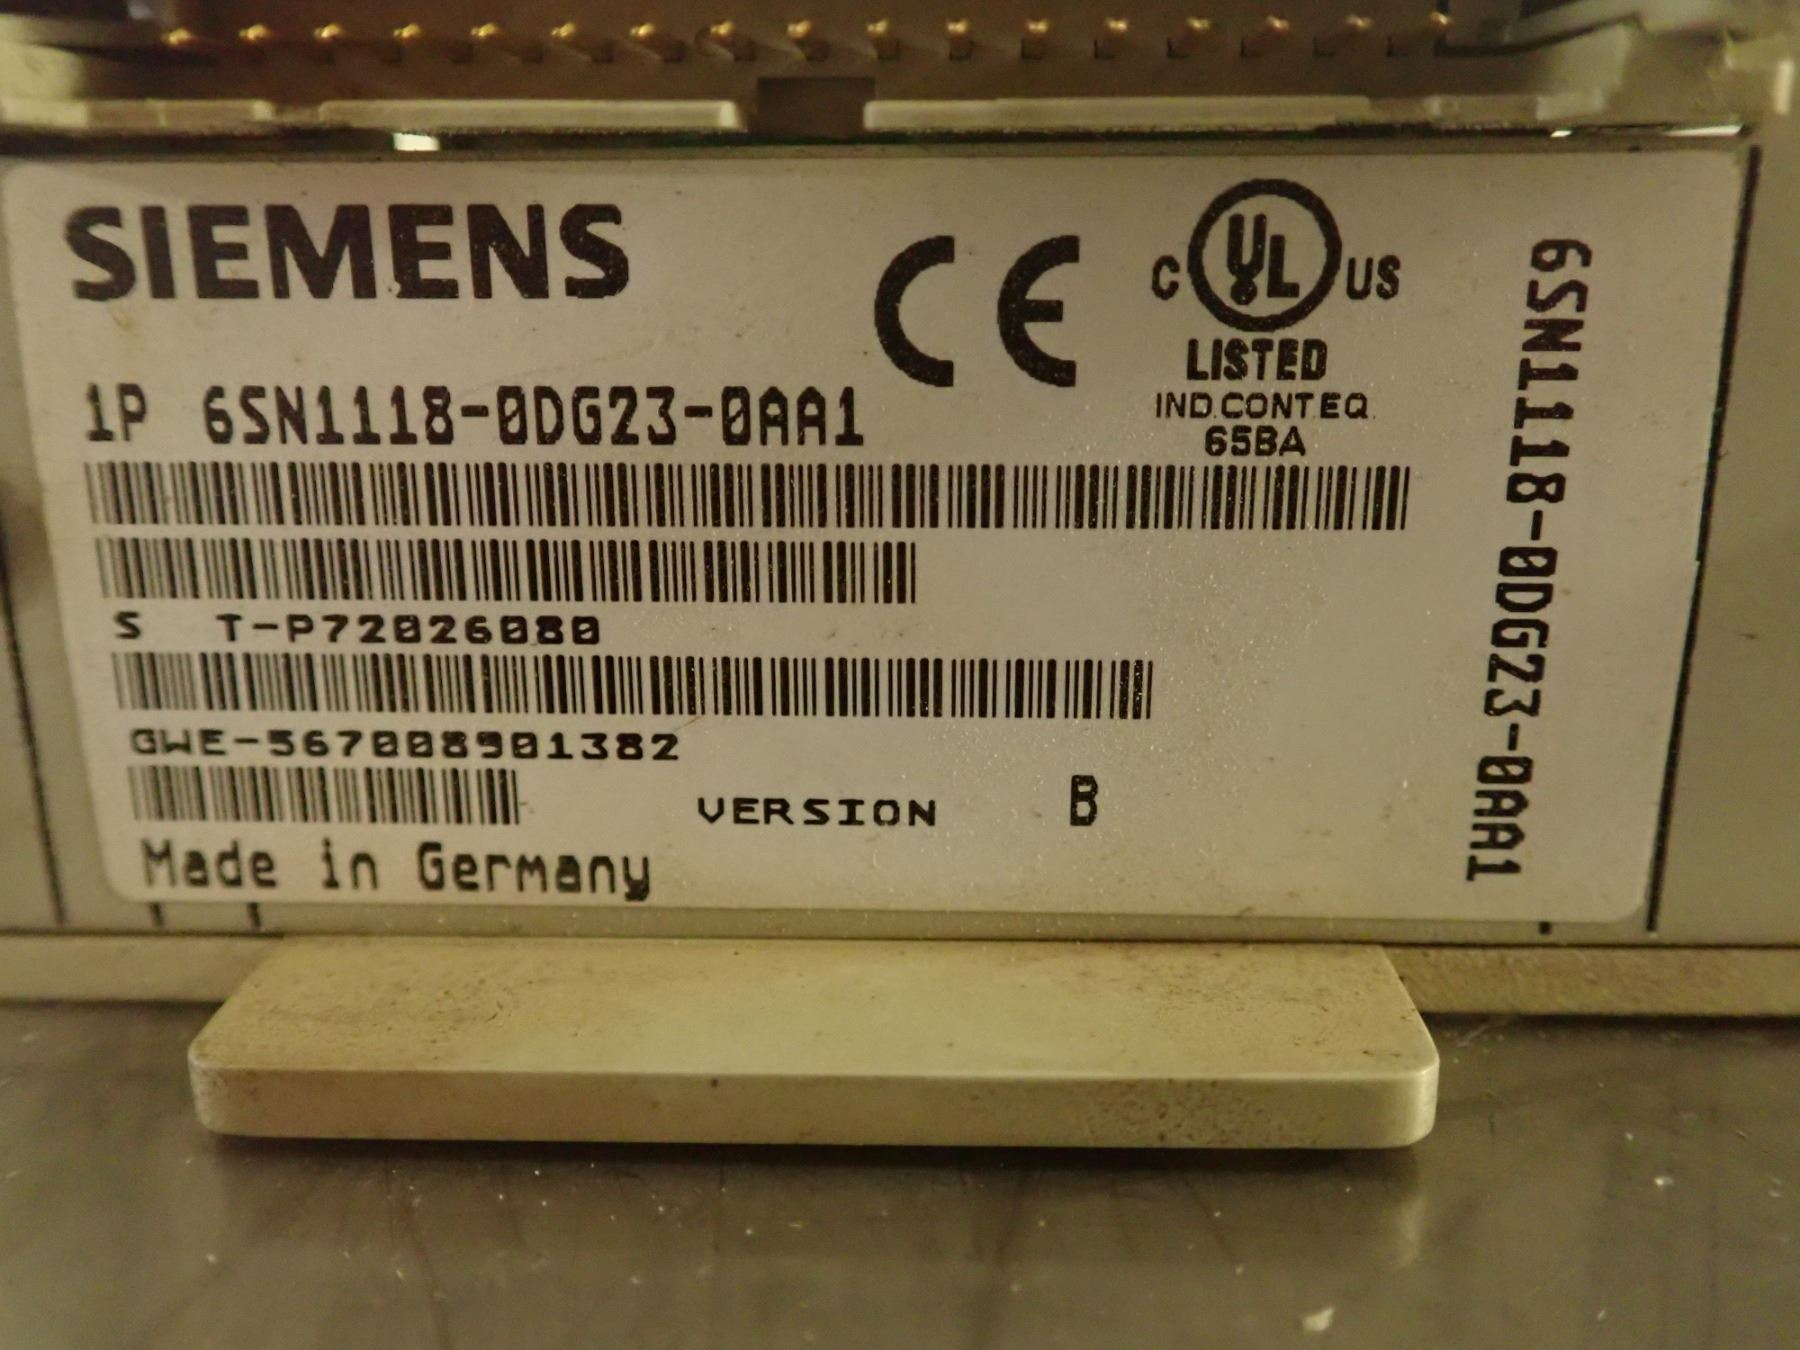 SIEMENS
CE
C UL US
LISTED
IND.CONT.EQ.
65BA
1P 6SN1118-0DG23-0AA1
S T-P72026080
GWE-567008901382
VERSION B
Made in Germany
6SN1118-0DG23-0AA1